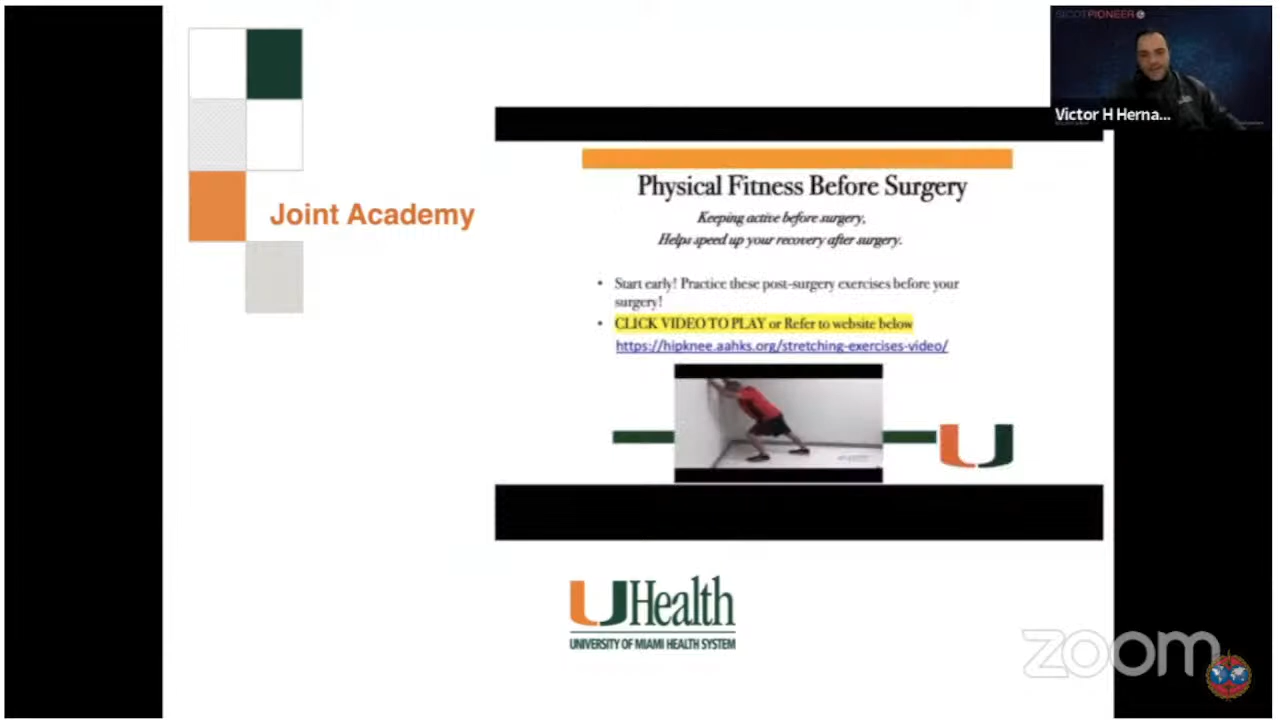 SICOTPIONEER
Victor H Herna...
Joint Academy
Physical Fitness Before Surgery
Keeping active before surgery,
Helps speed up your recovery after surgery.
• Start early! Practice these post-surgery exercises before your
surgery!
• CLICK VIDEO TO PLAY or Refer to website below
https://hipknee.aahks.org/stretching-exercises-video/
UHealth
UNIVERSITY OF MIAMI HEALTH SYSTEM
zoom